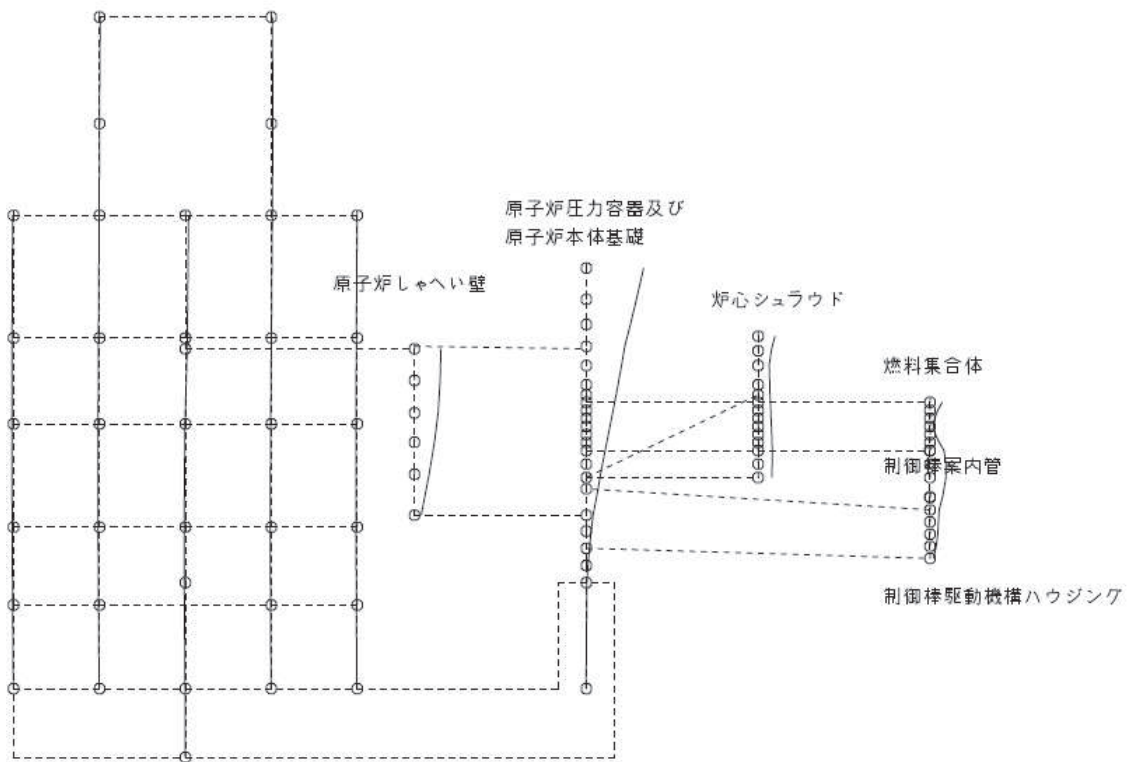 原子炉圧力容器及び
原子炉本体基礎
原子炉しゃへい壁
炉心シュラウド
燃料集合体
制御棒案内管
制御棒駆動機構ハウジング